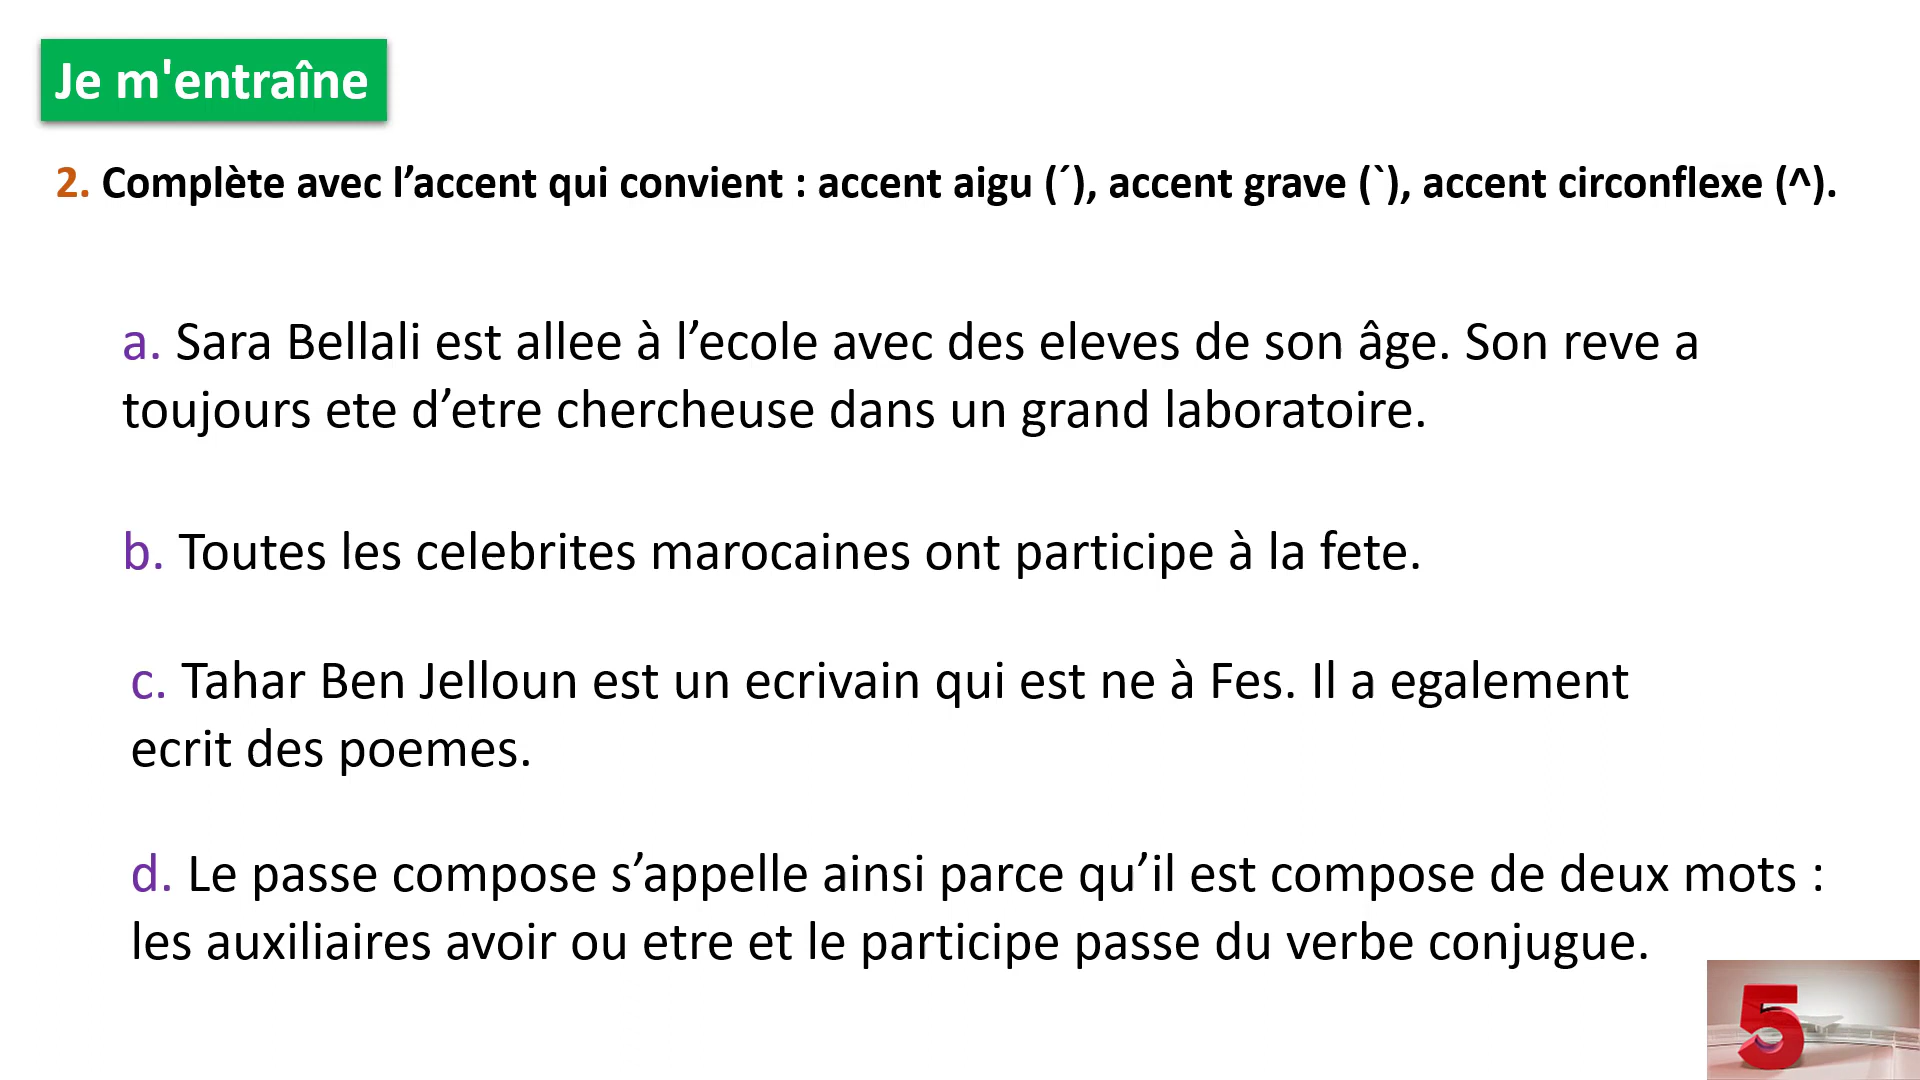 Je m'entraîne
2. Complète avec l’accent qui convient : accent aigu (´), accent grave (`), accent circonflexe (^).
a. Sara Bellali est allee à l’ecole avec des eleves de son âge. Son reve a
toujours ete d’etre chercheuse dans un grand laboratoire.
b. Toutes les celebrites marocaines ont participe à la fete.
c. Tahar Ben Jelloun est un ecrivain qui est ne à Fes. Il a egalement
ecrit des poemes.
d. Le passe compose s’appelle ainsi parce qu’il est compose de deux mots :
les auxiliaires avoir ou etre et le participe passe du verbe conjugue.
5